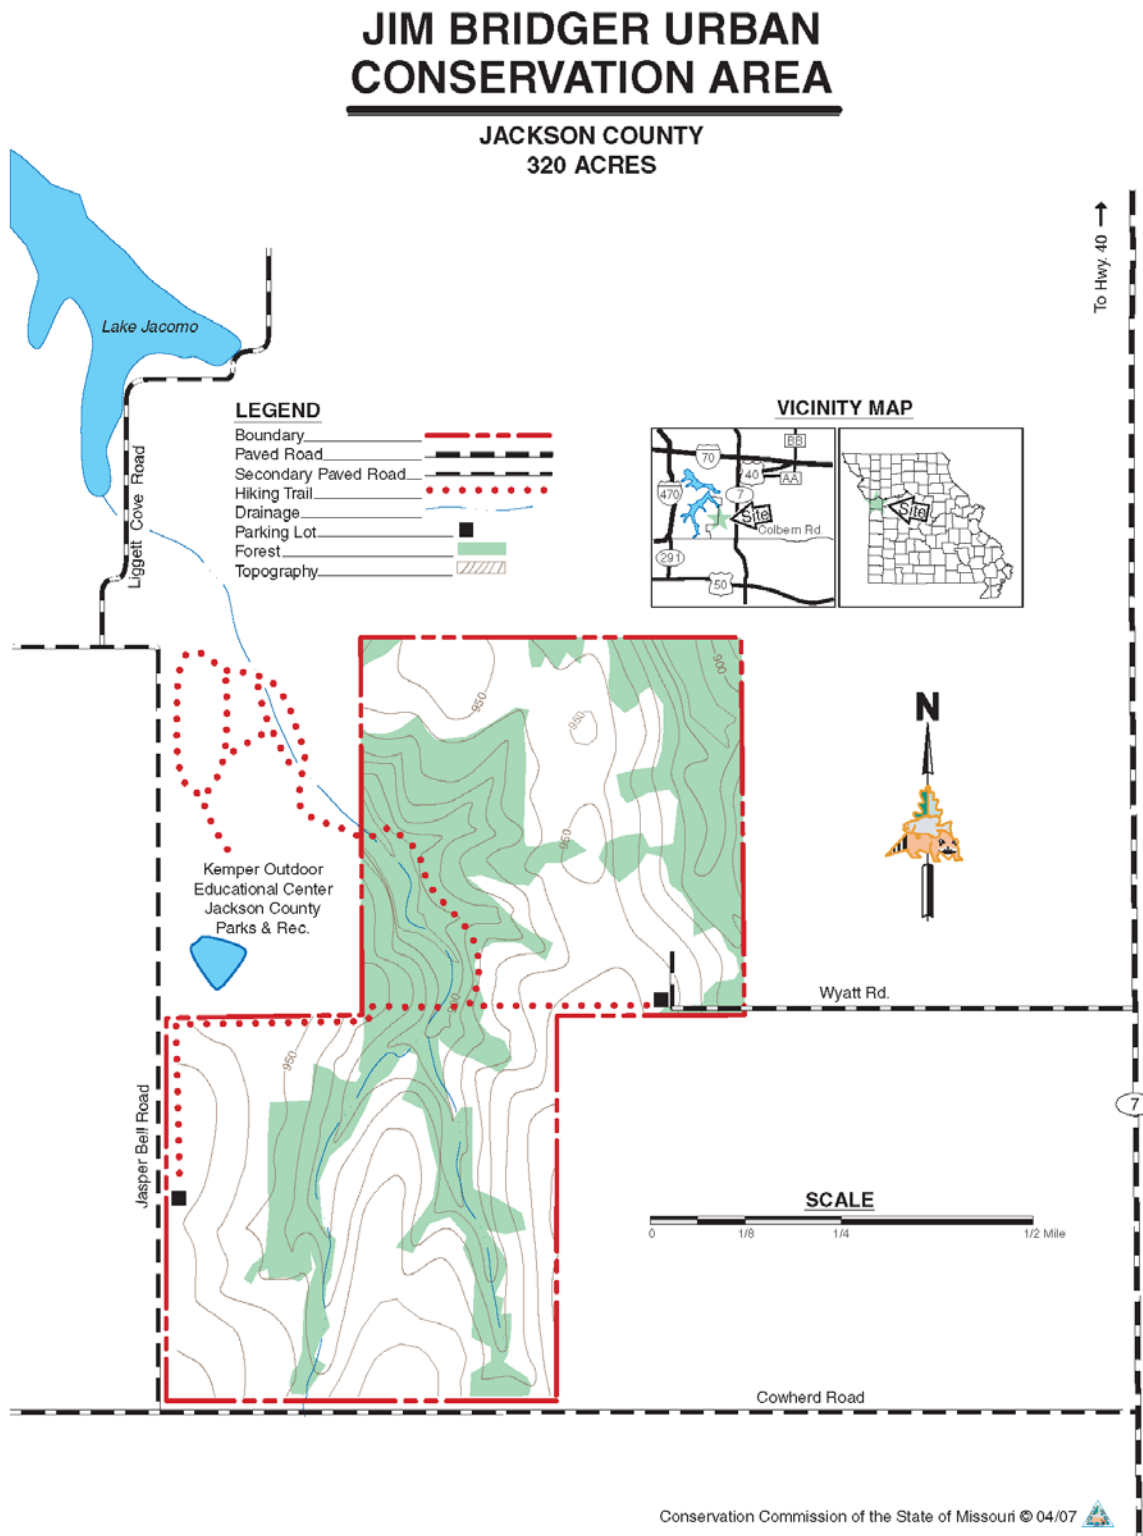 JIM BRIDGER URBAN
CONSERVATION AREA
JACKSON COUNTY
320 ACRES
To Hwy. 40
Lake Jacomo
Liggett Cove Road
LEGEND
Boundary
Paved Road
Secondary Paved Road
Hiking Trail
Drainage
Parking Lot
Forest
Topography
VICINITY MAP
BB
70
40
AA
470
7
Site
Colbern Rd.
291
50
Site
950
900
950
950
N
Kemper Outdoor
Educational Center
Jackson County
Parks & Rec.
Wyatt Rd.
900
950
Jasper Bell Road
7
SCALE
0 1/8 1/4 1/2 Mile
Cowherd Road
Conservation Commission of the State of Missouri © 04/07